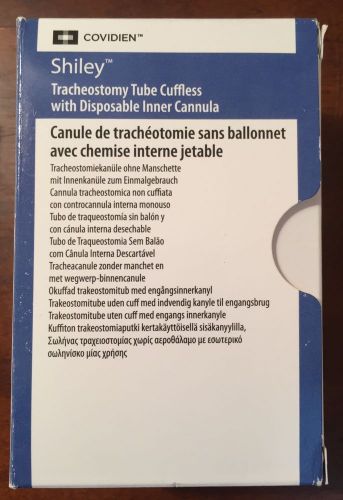 COVIDIEN™
Shiley™
Tracheostomy Tube Cuffless
with Disposable Inner Cannula
Canule de trachéotomie sans ballonnet
avec chemise interne jetable
Tracheostomiekanüle ohne Manschette
mit Innenkanüle zum Einmalgebrauch
Cannula tracheostomica non cuffiata
con controcannula interna monouso
Tubo de traqueostomía sin balón y
con cánula interna desechable
Tubo de Traqueostomia Sem Balão
com Cânula Interna Descartável
Tracheacanule zonder manchet en
met wegwerp-binnencanule
Okuffad trakeostomitub med engångsinnerkanyl
Trakeostomitube uden cuff med indvendig kanyle til engangsbrug
Trakeostomitube uten cuff med engangs innerkanyle
Kuffiton trakeostomiaputki kertakäyttöisellä sisäkanyylilla,
Σωλήνας τραχειοστομίας χωρίς αεροθάλαμο με εσωτερικό
σωληνίσκο μίας χρήσης